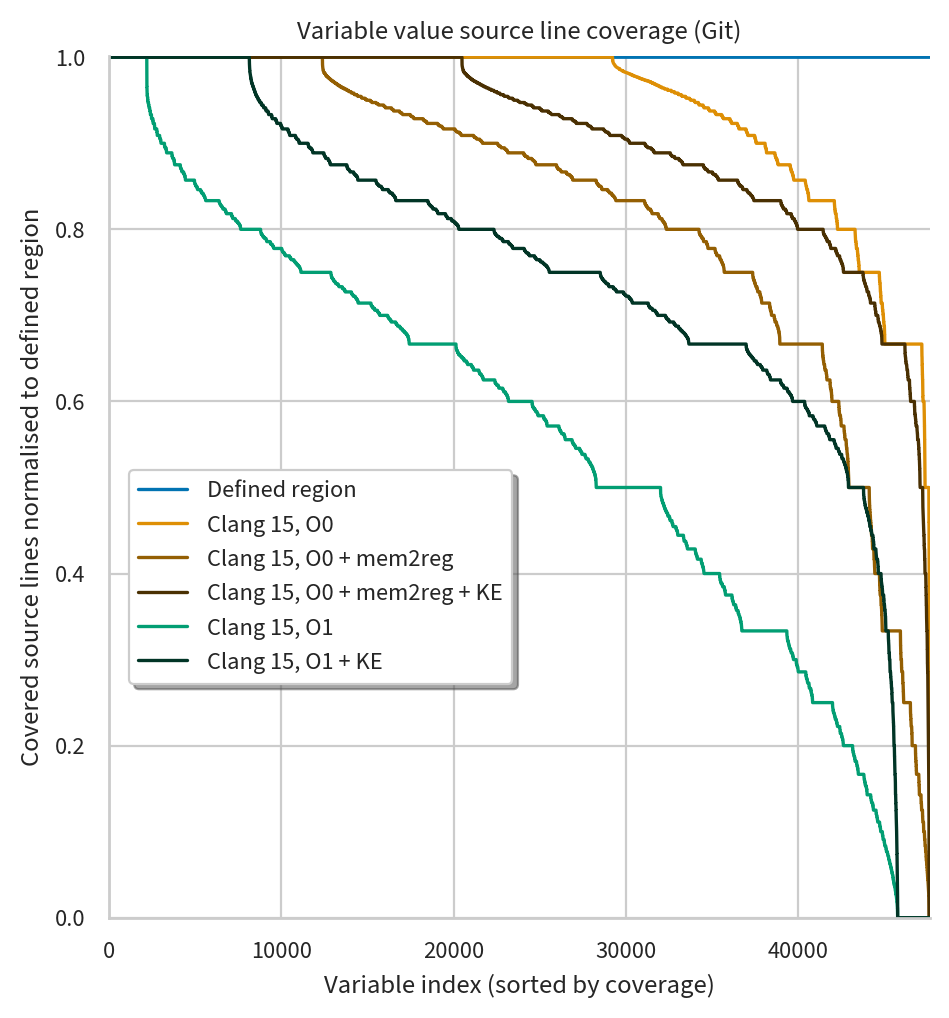 Variable value source line coverage (Git)
Covered source lines normalised to defined region
1.0
0.8
0.6
0.4
0.2
0.0
Defined region
Clang 15, O0
Clang 15, O0 + mem2reg
Clang 15, O0 + mem2reg + KE
Clang 15, O1
Clang 15, O1 + KE
0 10000 20000 30000 40000
Variable index (sorted by coverage)